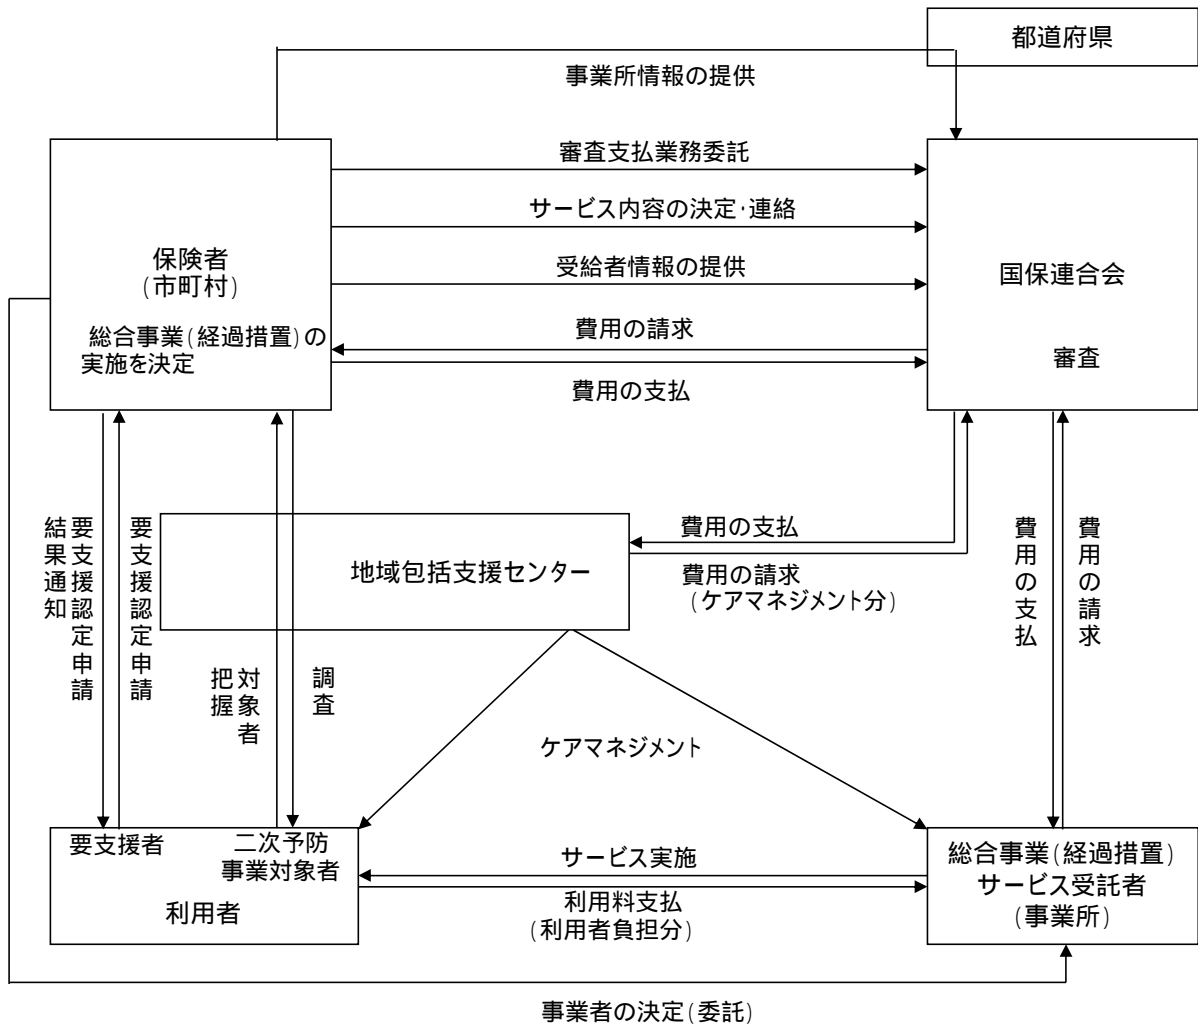 都道府県
事業所情報の提供
審査支払業務委託
サービス内容の決定・連絡
保険者
(市町村)
受給者情報の提供
国保連合会
総合事業(経過措置)の
実施を決定
費用の請求
審査
費用の支払
要支援認定申請
結果通知
要支援認定申請
対象者
把握
調査
地域包括支援センター
費用の支払
費用の請求
(ケアマネジメント分)
費用の支払
費用の請求
ケアマネジメント
要支援者
二次予防
事業対象者
利用者
サービス実施
利用料支払
(利用者負担分)
総合事業(経過措置)
サービス受託者
(事業所)
事業者の決定(委託)